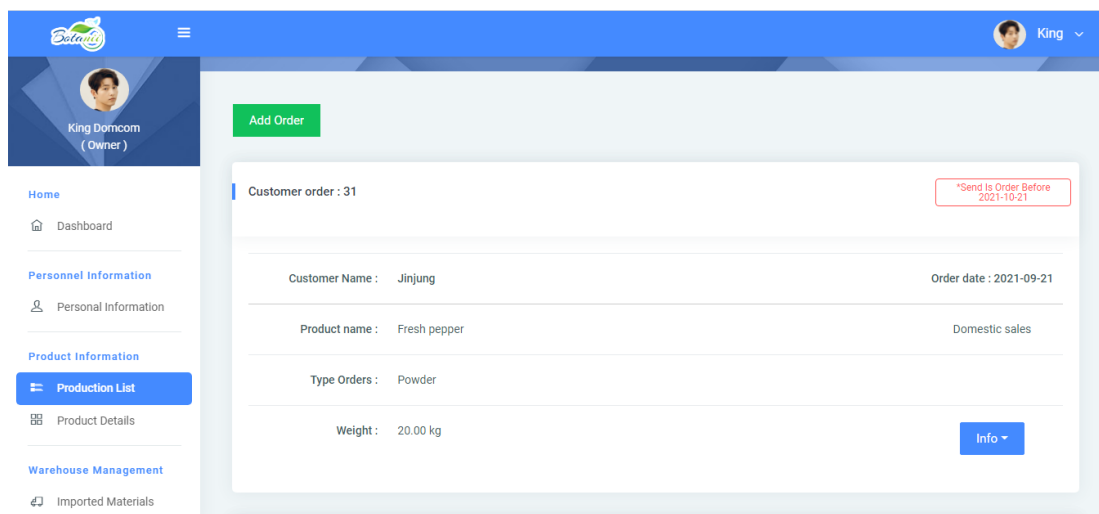 Botanii
King
King Domcom
( Owner )
Add Order
Home
Dashboard
Personnel Information
Personal Information
Product Information
Production List
Product Details
Warehouse Management
Imported Materials
Customer order : 31
*Send Is Order Before
2021-10-21
Customer Name : Jinjung Order date : 2021-09-21
Product name : Fresh pepper Domestic sales
Type Orders : Powder
Weight : 20.00 kg
Info